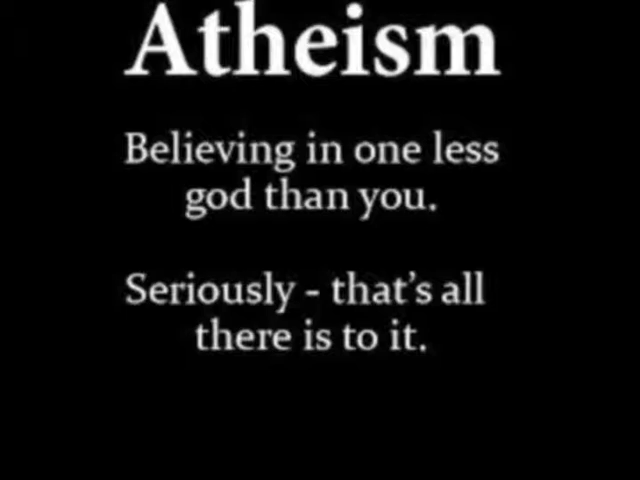 Atheism
Believing in one less
god than you.
Seriously - that's all
there is to it.